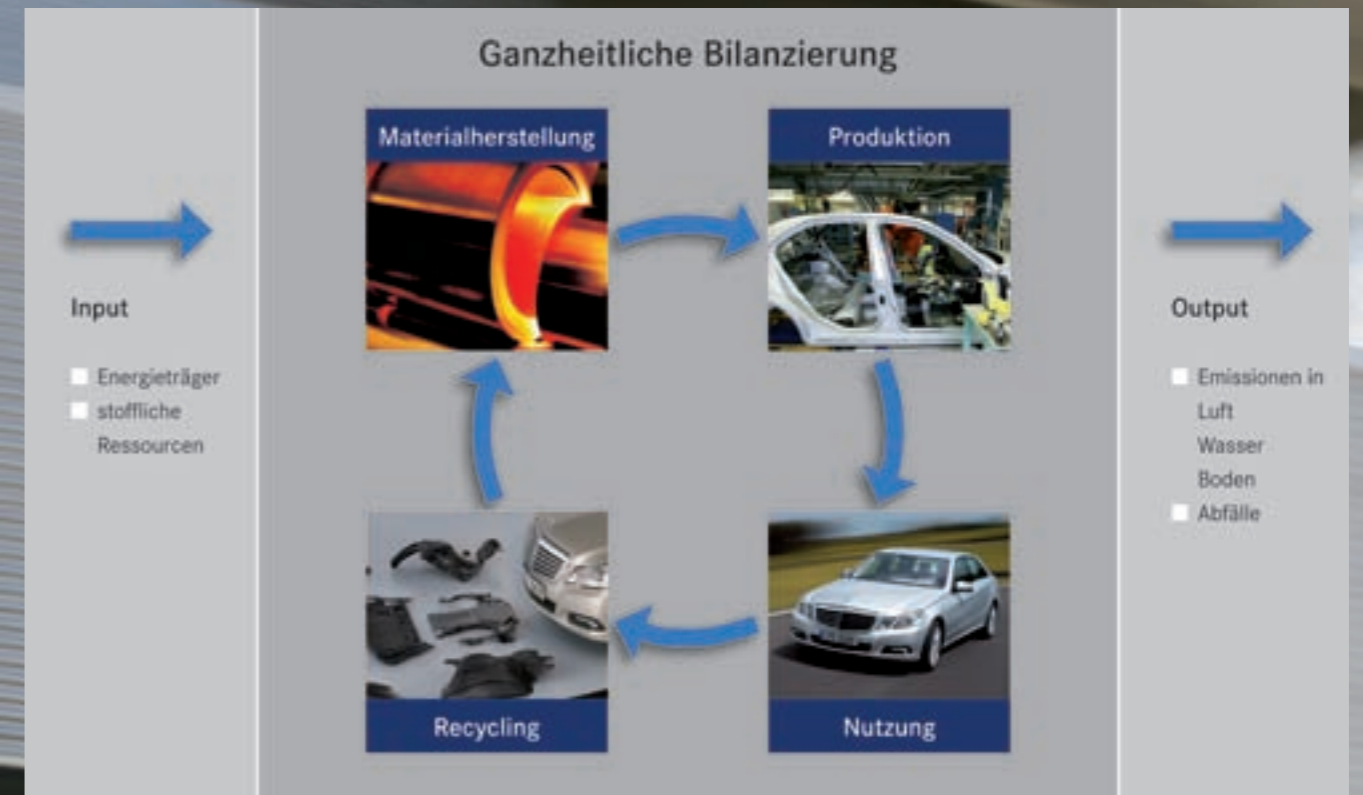 Ganzheitliche Bilanzierung
Materialherstellung
Produktion
Input
Energieträger
stoffliche
Ressourcen
Output
Emissionen in
Luft
Wasser
Boden
Abfälle
Recycling
Nutzung